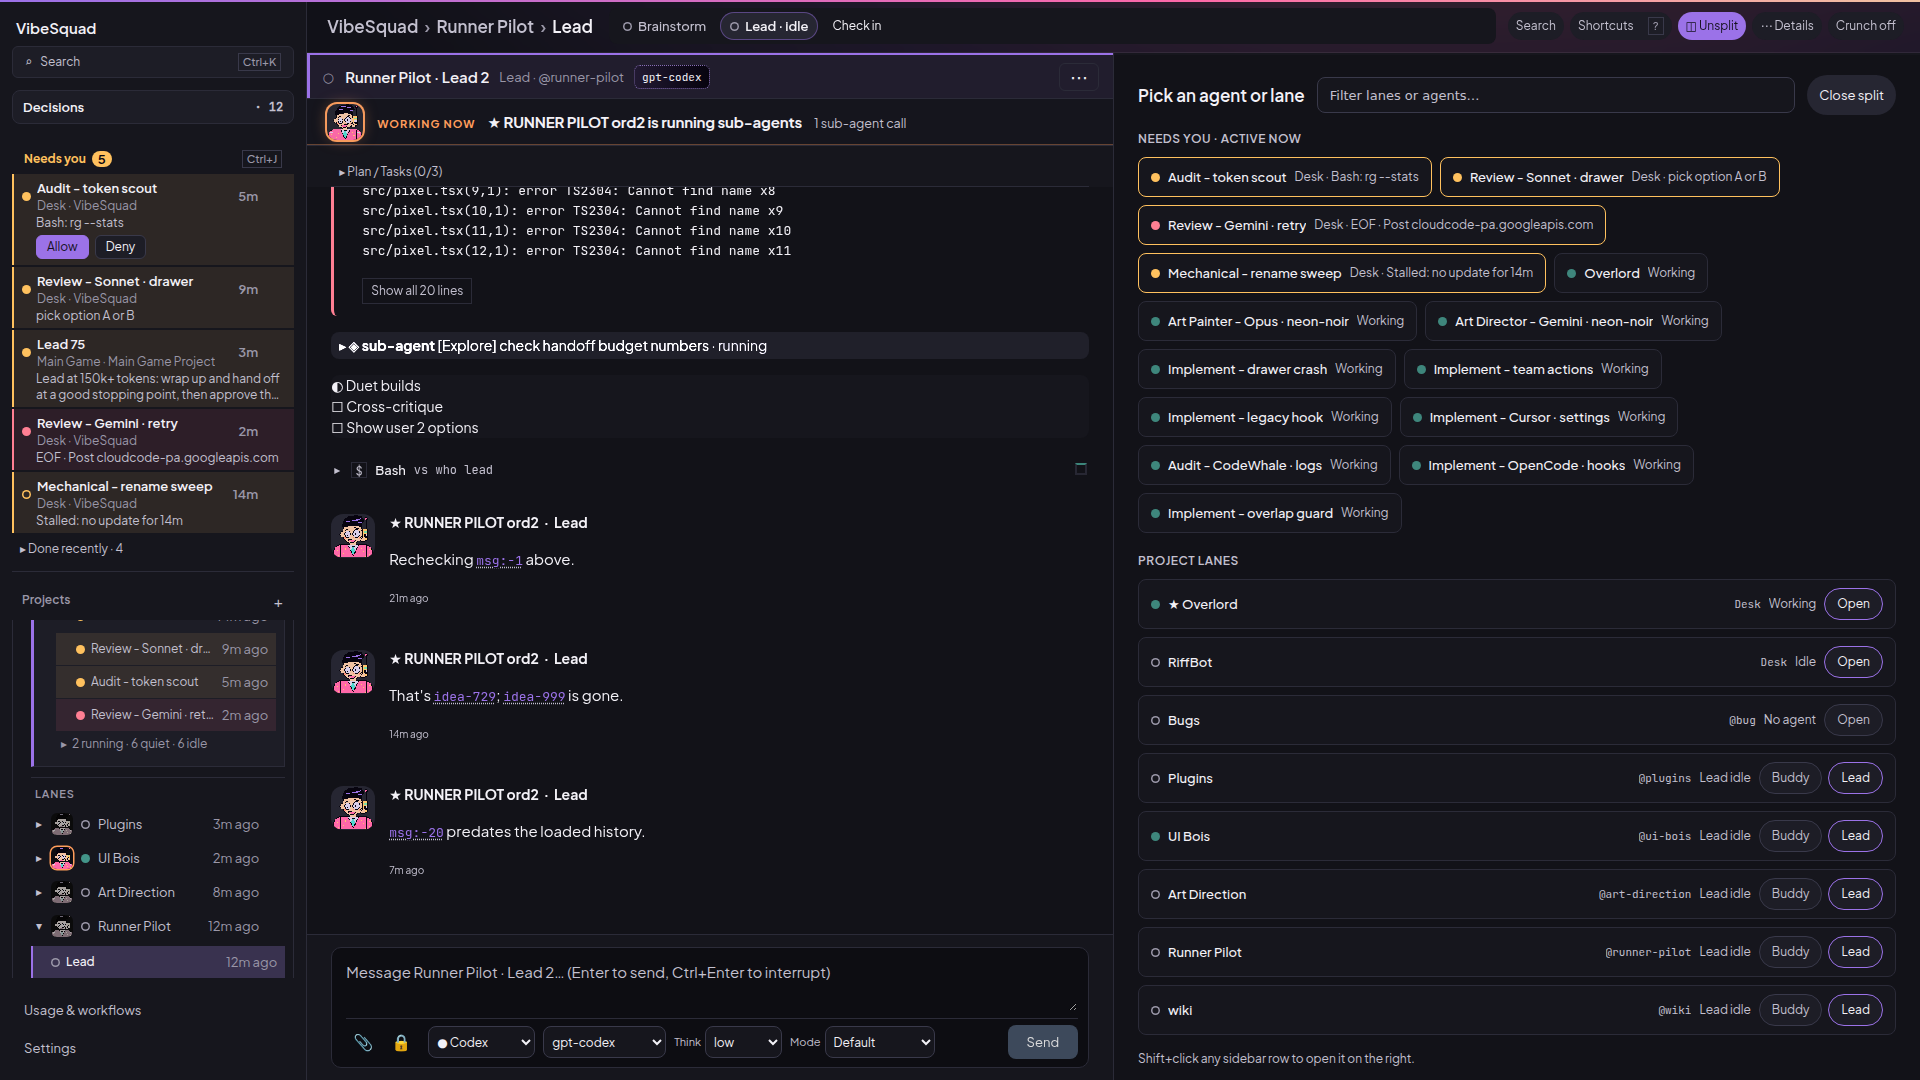 VibeSquad
⌕ Search Ctrl+K
Decisions · 12
Needs you 5 Ctrl+J
Audit – token scout 5m
Desk · VibeSquad
Bash: rg --stats
Allow Deny
Review – Sonnet · drawer 9m
Desk · VibeSquad
pick option A or B
Lead 75 3m
Main Game · Main Game Project
Lead at 150k+ tokens: wrap up and hand off
at a good stopping point, then approve th…
Review – Gemini · retry 2m
Desk · VibeSquad
EOF · Post cloudcode-pa.googleapis.com
Mechanical – rename sweep 14m
Desk · VibeSquad
Stalled: no update for 14m
▸ Done recently · 4
Projects +
Review – Sonnet · dr… 9m ago
Audit – token scout 5m ago
Review – Gemini · ret… 2m ago
▸ 2 running · 6 quiet · 6 idle
LANES
▸ Plugins 3m ago
▸ UI Bois 2m ago
▸ Art Direction 8m ago
▾ Runner Pilot 12m ago
Lead 12m ago
Usage & workflows
Settings
VibeSquad › Runner Pilot › Lead Brainstorm Lead · Idle Check in
Search Shortcuts ? Unsplit ··· Details Crunch off
Runner Pilot · Lead 2 Lead · @runner-pilot gpt-codex ···
WORKING NOW ★ RUNNER PILOT ord2 is running sub-agents 1 sub-agent call
▸ Plan / Tasks (0/3)
src/pixel.tsx(9,1): error TS2304: Cannot find name x8
src/pixel.tsx(10,1): error TS2304: Cannot find name x9
src/pixel.tsx(11,1): error TS2304: Cannot find name x10
src/pixel.tsx(12,1): error TS2304: Cannot find name x11
Show all 20 lines
▸ ◈ sub-agent [Explore] check handoff budget numbers · running
◐ Duet builds
☐ Cross-critique
☐ Show user 2 options
▸ $ Bash vs who lead
★ RUNNER PILOT ord2 · Lead
Rechecking msg:-1 above.
21m ago
★ RUNNER PILOT ord2 · Lead
That's idea-729; idea-999 is gone.
14m ago
★ RUNNER PILOT ord2 · Lead
msg:-20 predates the loaded history.
7m ago
Message Runner Pilot · Lead 2… (Enter to send, Ctrl+Enter to interrupt)
Codex gpt-codex Think low Mode Default Send
Pick an agent or lane Filter lanes or agents… Close split
NEEDS YOU · ACTIVE NOW
Audit – token scout Desk · Bash: rg --stats Review – Sonnet · drawer Desk · pick option A or B
Review – Gemini · retry Desk · EOF · Post cloudcode-pa.googleapis.com
Mechanical – rename sweep Desk · Stalled: no update for 14m Overlord Working
Art Painter – Opus · neon-noir Working Art Director – Gemini · neon-noir Working
Implement – drawer crash Working Implement – team actions Working
Implement – legacy hook Working Implement – Cursor · settings Working
Audit – CodeWhale · logs Working Implement – OpenCode · hooks Working
Implement – overlap guard Working
PROJECT LANES
★ Overlord Desk Working Open
RiffBot Desk Idle Open
Bugs @bug No agent Open
Plugins @plugins Lead idle Buddy Lead
UI Bois @ui-bois Lead idle Buddy Lead
Art Direction @art-direction Lead idle Buddy Lead
Runner Pilot @runner-pilot Lead idle Buddy Lead
wiki @wiki Lead idle Buddy Lead
Shift+click any sidebar row to open it on the right.